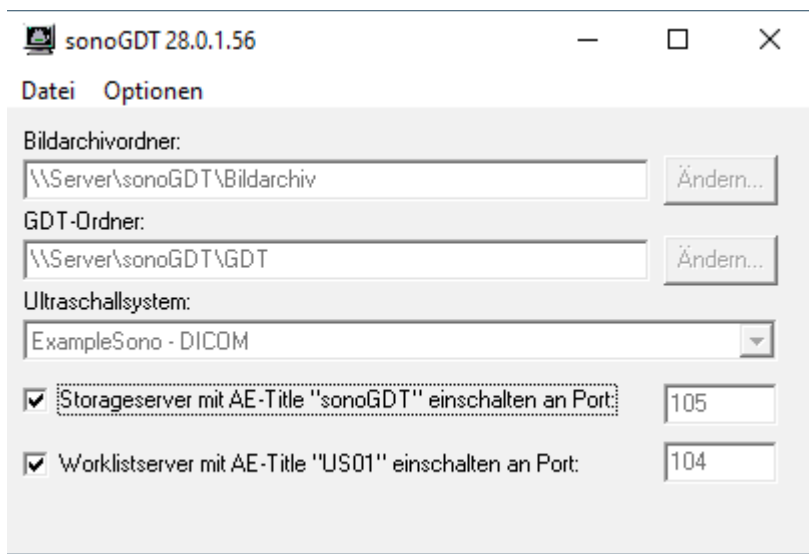 sonoGDT 28.0.1.56
Datei Optionen
Bildarchivordner:
\\Server\sonoGDT\Bildarchiv Ändern...
GDT-Ordner:
\\Server\sonoGDT\GDT Ändern...
Ultraschallsystem:
ExampleSono - DICOM
Storageserver mit AE-Title "sonoGDT" einschalten an Port: 105
Worklistserver mit AE-Title "US01" einschalten an Port: 104